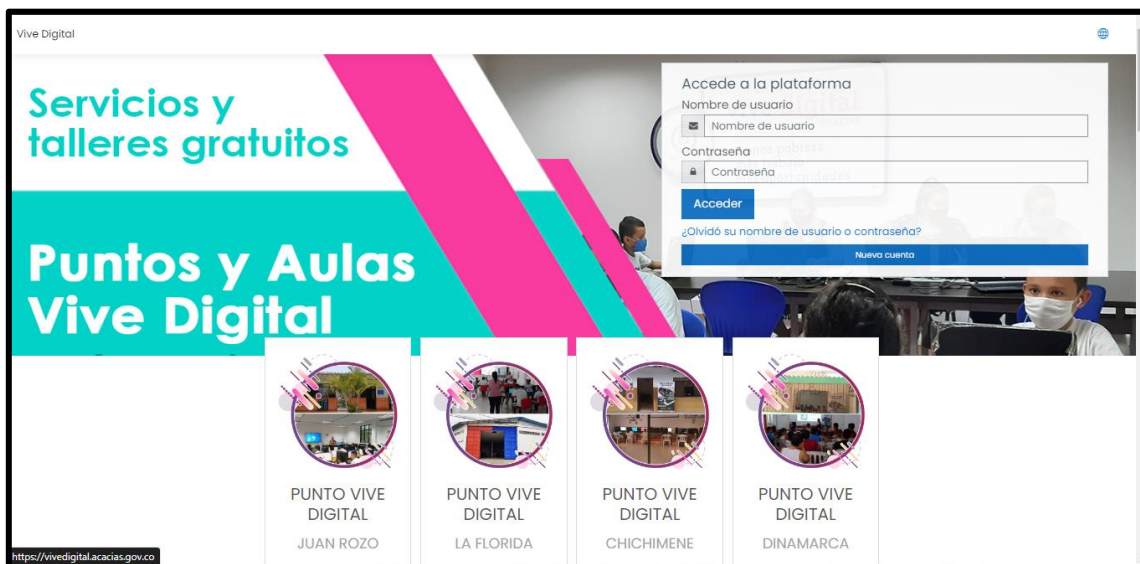 Vive Digital
Servicios y
talleres gratuitos
Puntos y Aulas
Vive Digital
Accede a la plataforma
Nombre de usuario
Nombre de usuario
Contraseña
Contraseña
Acceder
¿Olvidó su nombre de usuario o contraseña?
Nueva cuenta
PUNTO VIVE
DIGITAL
JUAN ROZO
PUNTO VIVE
DIGITAL
LA FLORIDA
PUNTO VIVE
DIGITAL
CHICHIMENE
PUNTO VIVE
DIGITAL
DINAMARCA
https://vivedigital.acacias.gov.co